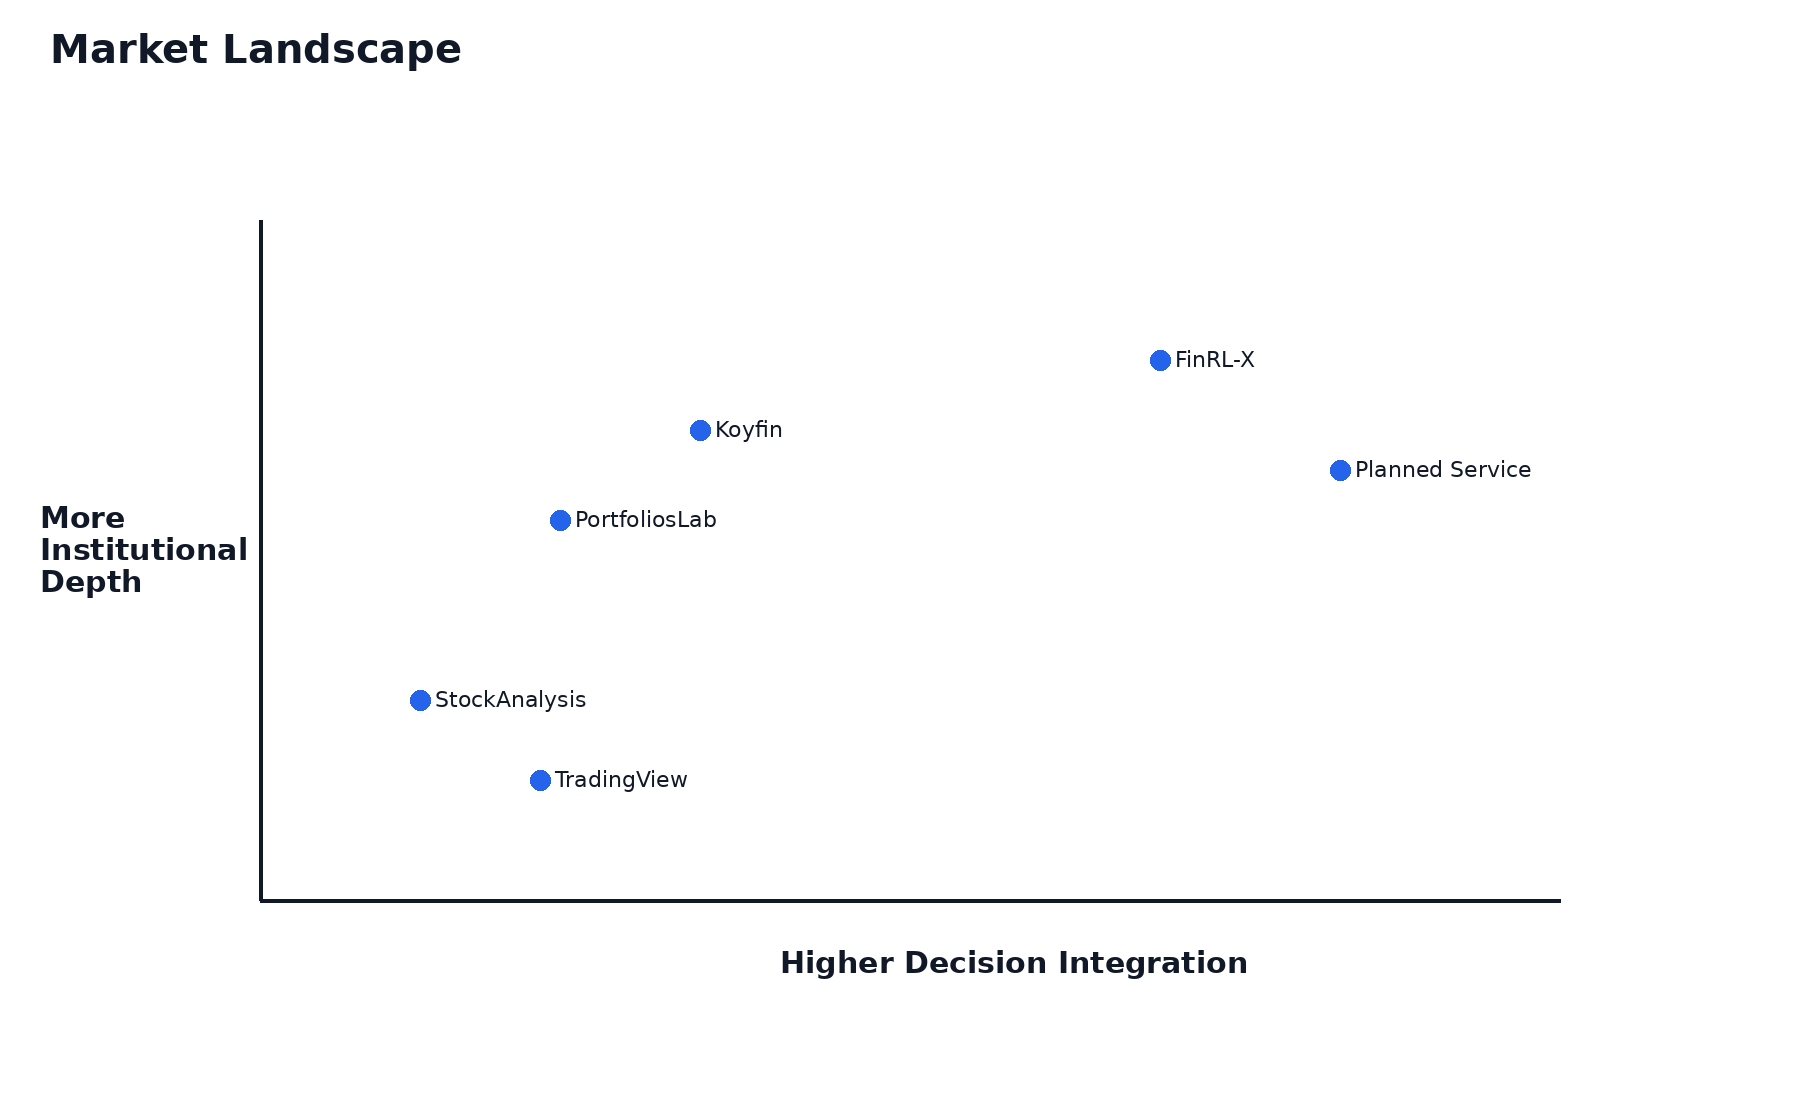 Market Landscape
FinRL-X
Koyfin
Planned Service
PortfoliosLab
More
Institutional
Depth
StockAnalysis
TradingView
Higher Decision Integration